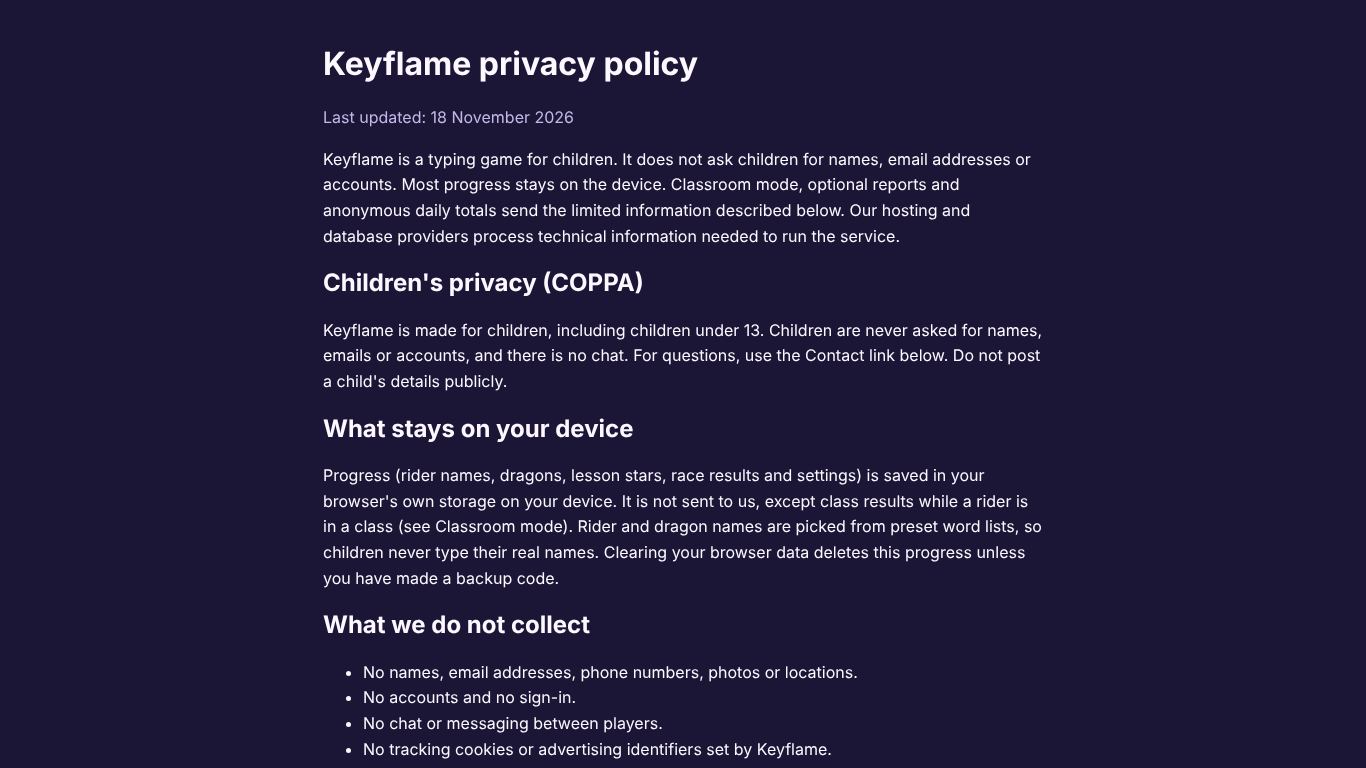 Keyflame privacy policy
Last updated: 18 November 2026
Keyflame is a typing game for children. It does not ask children for names, email addresses or
accounts. Most progress stays on the device. Classroom mode, optional reports and
anonymous daily totals send the limited information described below. Our hosting and
database providers process technical information needed to run the service.
Children's privacy (COPPA)
Keyflame is made for children, including children under 13. Children are never asked for names,
emails or accounts, and there is no chat. For questions, use the Contact link below. Do not post
a child's details publicly.
What stays on your device
Progress (rider names, dragons, lesson stars, race results and settings) is saved in your
browser's own storage on your device. It is not sent to us, except class results while a rider is
in a class (see Classroom mode). Rider and dragon names are picked from preset word lists, so
children never type their real names. Clearing your browser data deletes this progress unless
you have made a backup code.
What we do not collect
• No names, email addresses, phone numbers, photos or locations.
• No accounts and no sign-in.
• No chat or messaging between players.
• No tracking cookies or advertising identifiers set by Keyflame.